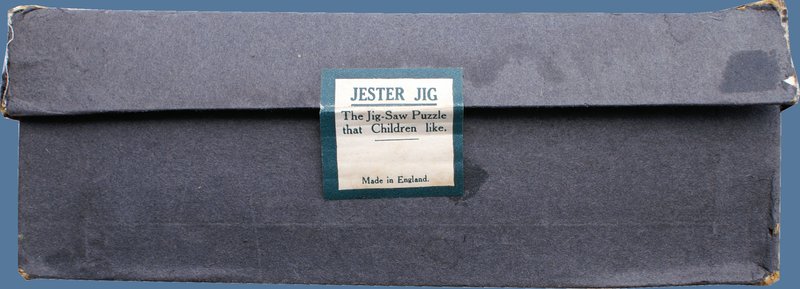 JESTER JIG
The Jig-Saw Puzzle
that Children like.
Made in England.